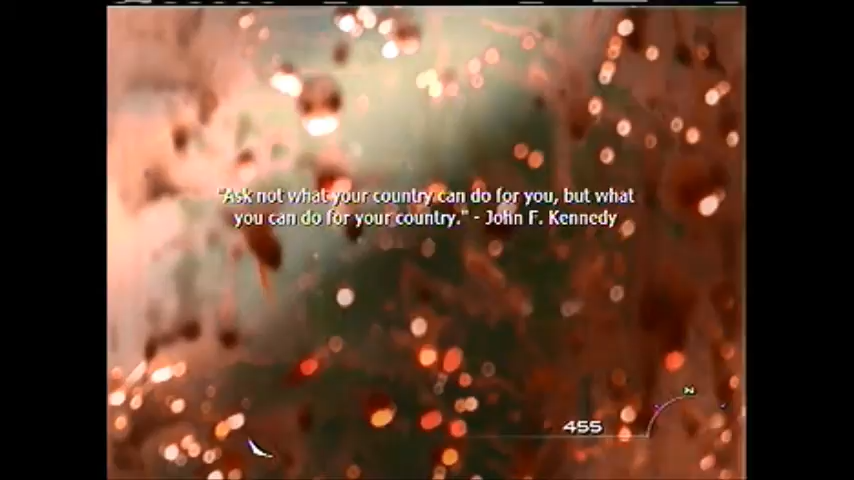 "Ask not what your country can do for you, but what
you can do for your country." - John F. Kennedy
N
455